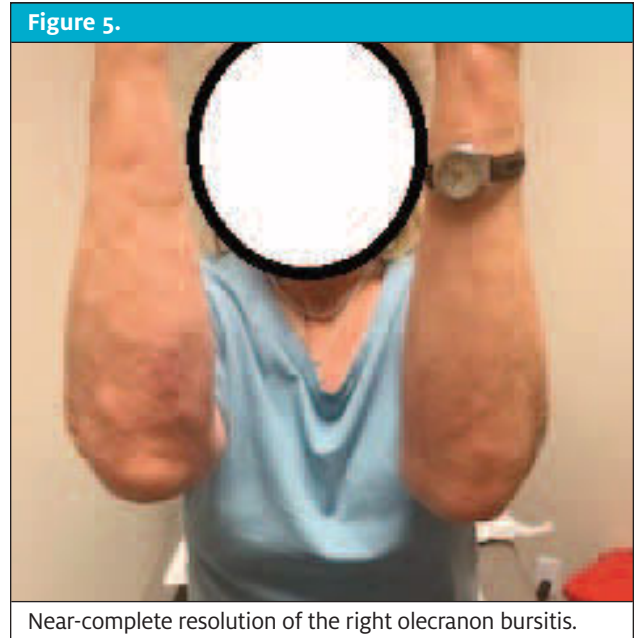 Figure 5.
Near-complete resolution of the right olecranon bursitis.